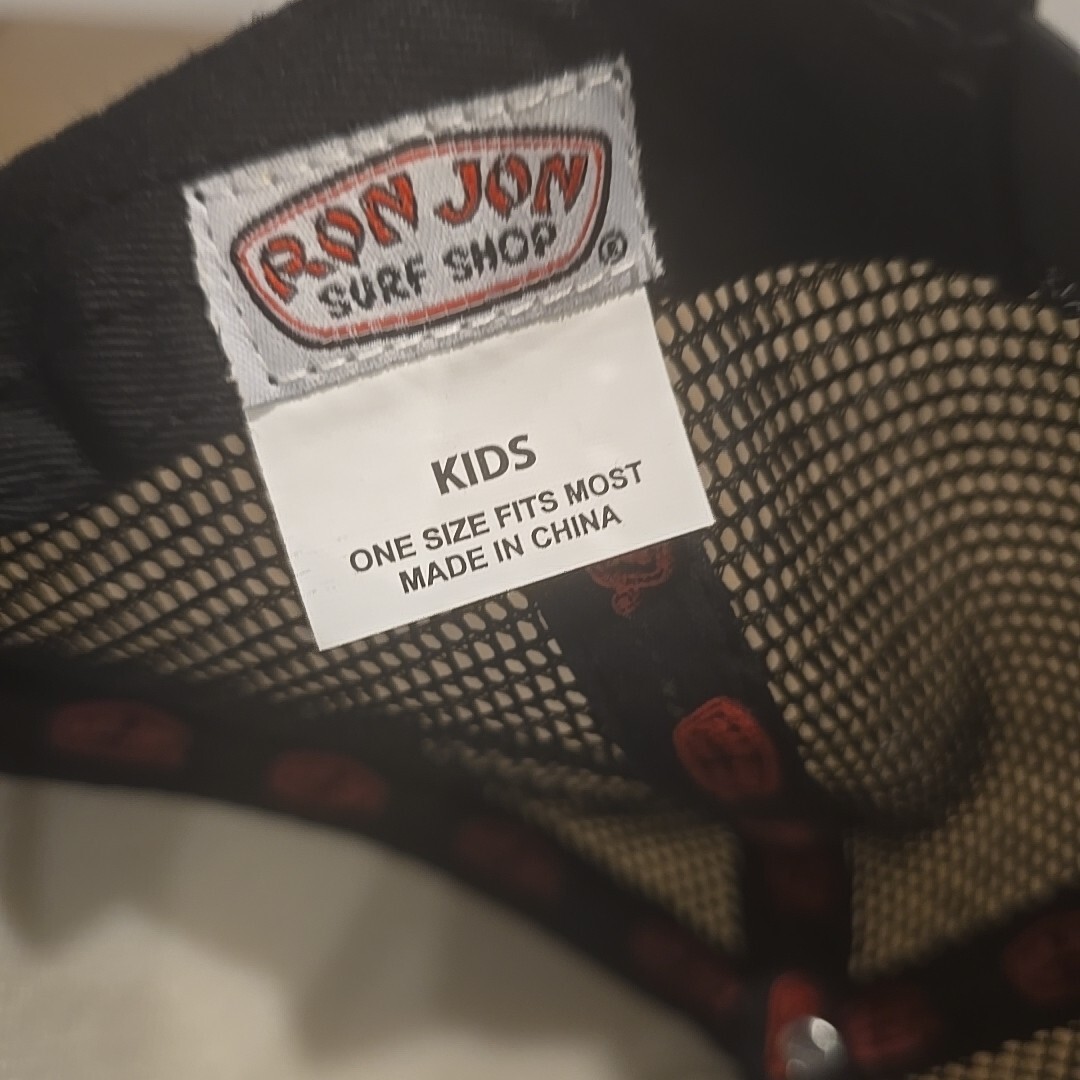 RON JON
SURF SHOP
®
KIDS
ONE SIZE FITS MOST
MADE IN CHINA